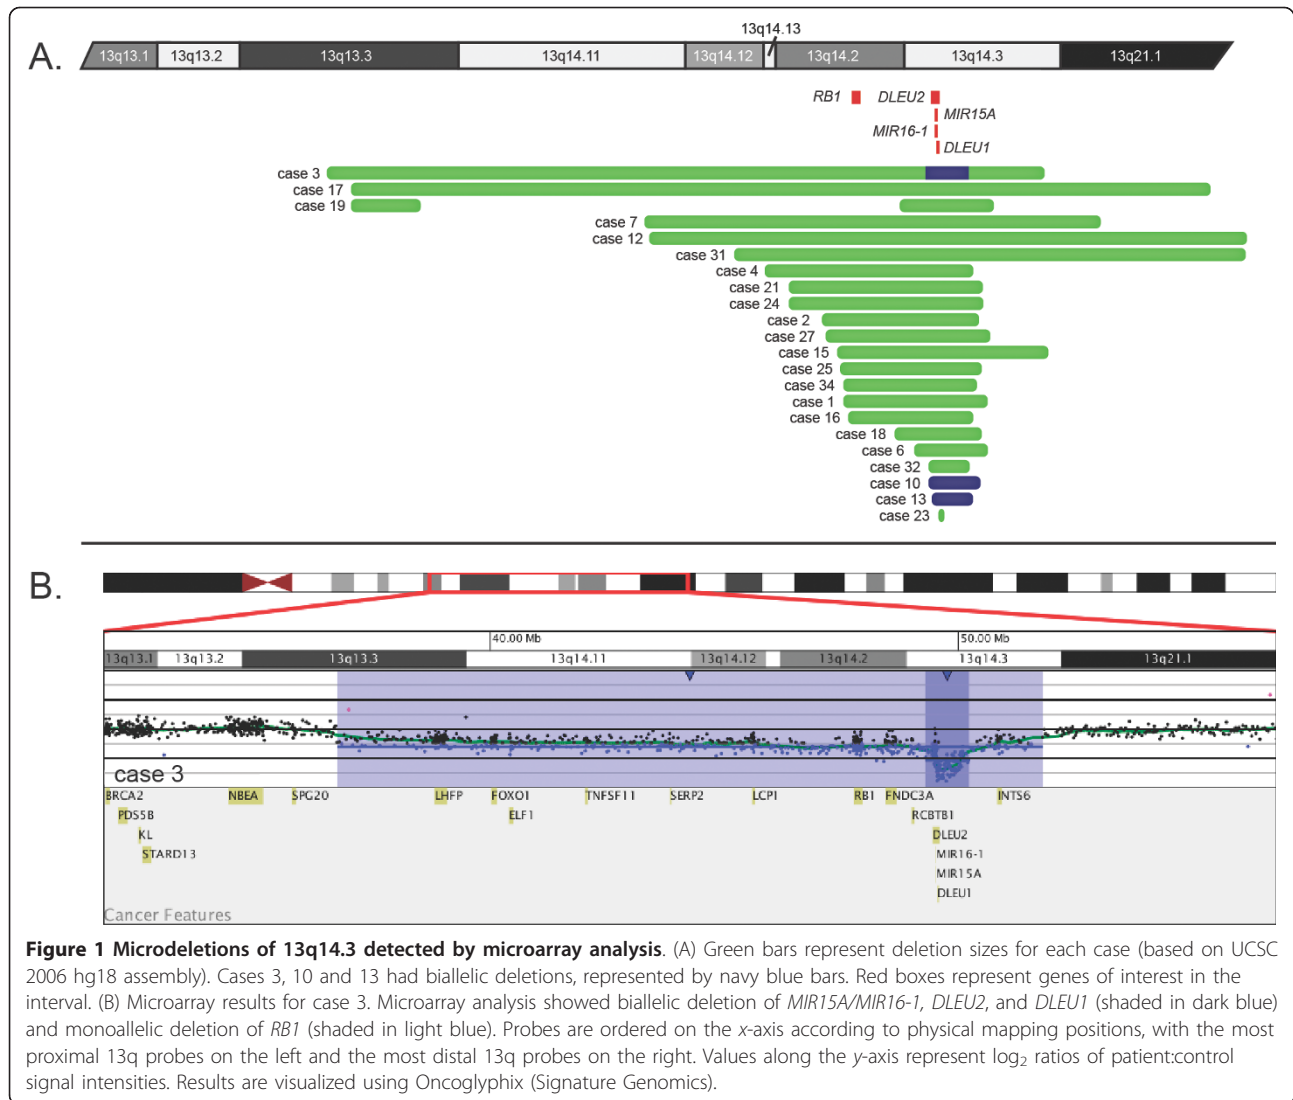 A.
13q14.13
13q13.1 13q13.2 13q13.3 13q14.11 13q14.12 13q14.2 13q14.3 13q21.1
RB1 DLEU2
MIR15A
MIR16-1
DLEU1
case 3
case 17
case 19
case 7
case 12
case 31
case 4
case 21
case 24
case 2
case 27
case 15
case 25
case 34
case 1
case 16
case 18
case 6
case 32
case 10
case 13
case 23
B.
40.00 Mb 50.00 Mb
13q13.1 13q13.2 13q13.3 13q14.11 13q14.12 13q14.2 13q14.3 13q21.1
case 3
BRCA2 NBEA SPG20 LHFP FOXO1 TNFSF11 SERP2 LCP1 RB1 FNDC3A INTS6
PDS5B ELF1 RCBTB1
KL DLEU2
STARD13 MIR16-1
MIR15A
DLEU1
Cancer Features
Figure 1 Microdeletions of 13q14.3 detected by microarray analysis. (A) Green bars represent deletion sizes for each case (based on UCSC
2006 hg18 assembly). Cases 3, 10 and 13 had biallelic deletions, represented by navy blue bars. Red boxes represent genes of interest in the
interval. (B) Microarray results for case 3. Microarray analysis showed biallelic deletion of MIR15A/MIR16-1, DLEU2, and DLEU1 (shaded in dark blue)
and monoallelic deletion of RB1 (shaded in light blue). Probes are ordered on the x-axis according to physical mapping positions, with the most
proximal 13q probes on the left and the most distal 13q probes on the right. Values along the y-axis represent log2 ratios of patient:control
signal intensities. Results are visualized using Oncoglyphix (Signature Genomics).